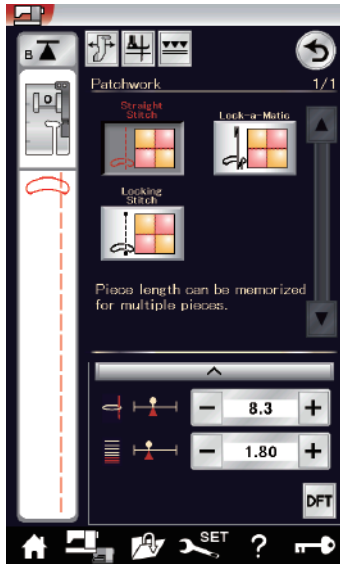 B
Patchwork 1/1
Straight
Stitch
Lock-a-Matic
Locking
Stitch
Piece length can be memorized
for multiple pieces.
8.3
1.80
DFT
SET
?